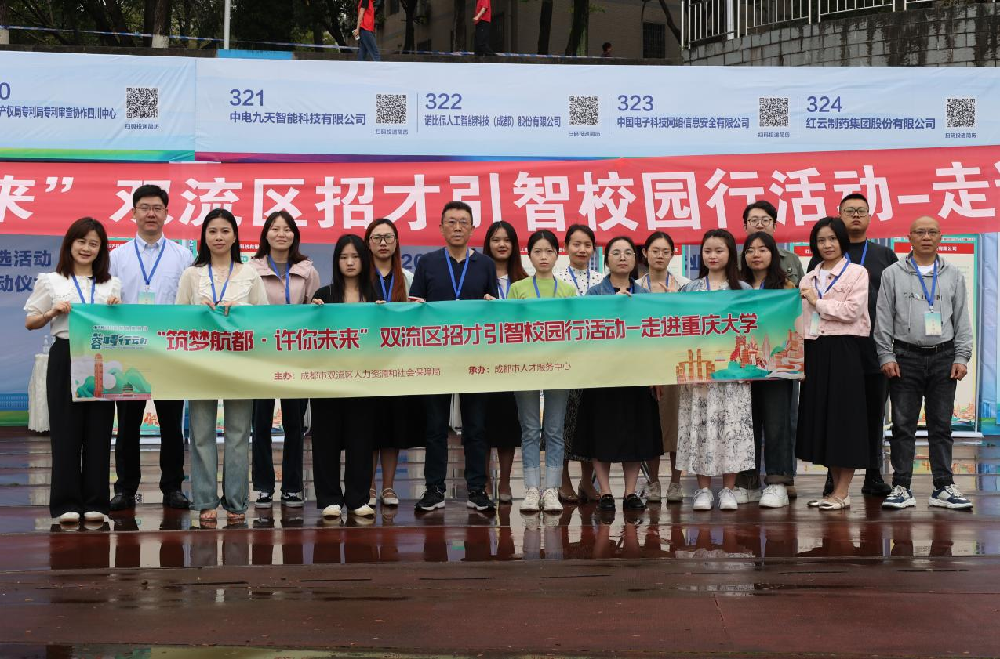 0
产权局专利局专利审查协作四川中心
扫码投递简历
321
中电九天智能科技有限公司
扫码投递简历
322
诺比侃人工智能科技（成都）股份有限公司
扫码投递简历
323
中国电子科技网络信息安全有限公司
扫码投递简历
324
红云制药集团股份有限公司
扫码投递简历
来” 双流区招才引智校园行活动-走
选活动
动仪
20
蓉聘行动
“筑梦航都·许你未来”双流区招才引智校园行活动-走进重庆大学
主办：成都市双流区人力资源和社会保障局
承办：成都市人才服务中心